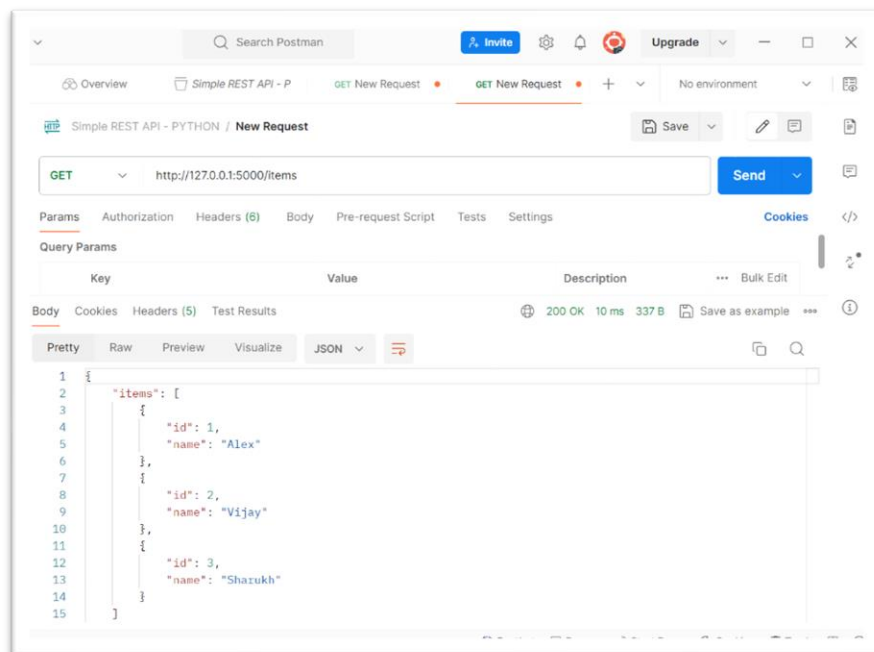 Search Postman Invite Upgrade
Overview Simple REST API - P GET New Request GET New Request No environment
HTTP Simple REST API - PYTHON / New Request Save
GET http://127.0.0.1:5000/items Send
Params Authorization Headers (6) Body Pre-request Script Tests Settings Cookies
Query Params
Key Value Description ••• Bulk Edit
Body Cookies Headers (5) Test Results 200 OK 10 ms 337 B Save as example
Pretty Raw Preview Visualize JSON
1 {
2 "items": [
3 {
4 "id": 1,
5 "name": "Alex"
6 },
7 {
8 "id": 2,
9 "name": "Vijay"
10 },
11 {
12 "id": 3,
13 "name": "Sharukh"
14 }
15 ]